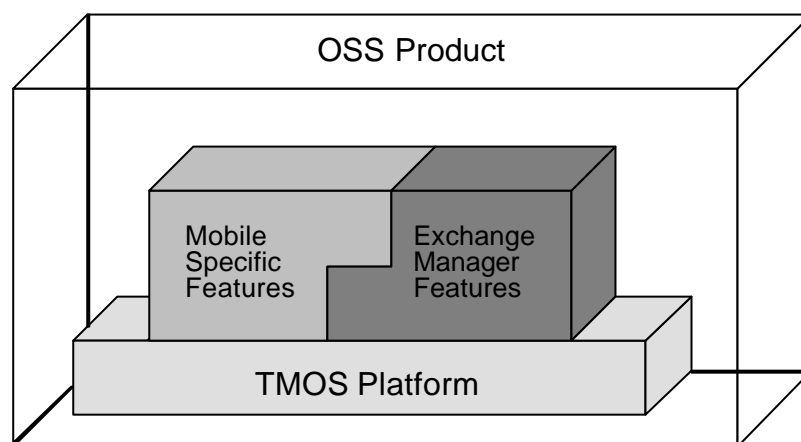 OSS Product
Mobile
Specific
Features
Exchange
Manager
Features
TMOS Platform